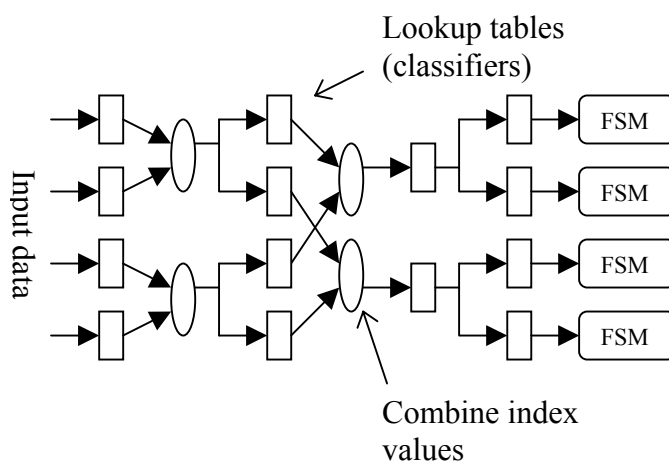 Lookup tables
(classifiers)
Input data
FSM
FSM
FSM
FSM
Combine index
values